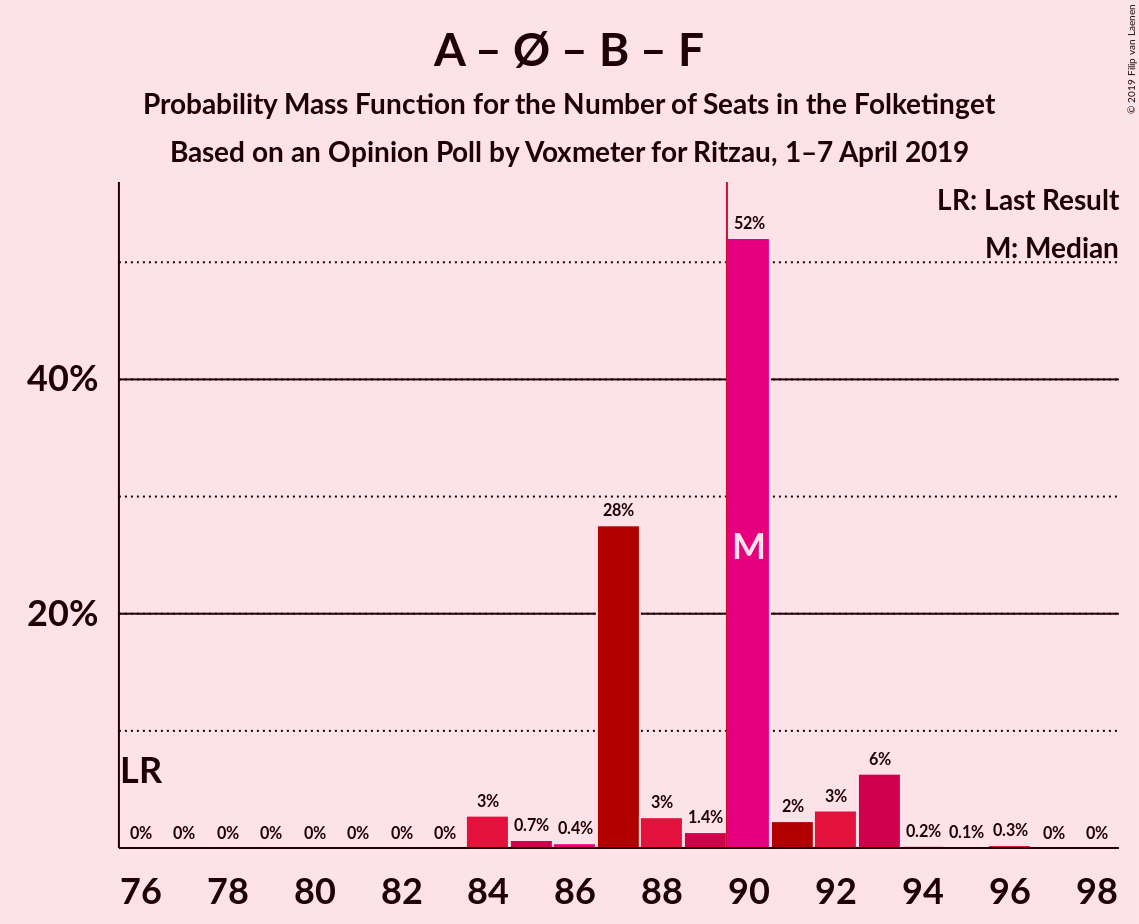 A – Ø – B – F
Probability Mass Function for the Number of Seats in the Folketinget
Based on an Opinion Poll by Voxmeter for Ritzau, 1–7 April 2019
© 2019 Filip van Laenen
LR: Last Result
M: Median
52%
40%
28%
M
20%
LR
6%
3%
0.7%
0.4%
3%
1.4%
2%
3%
0% 0% 0% 0% 0% 0% 0% 0%
0.2% 0.1% 0.3% 0% 0%
76 78 80 82 84 86 88 90 92 94 96 98